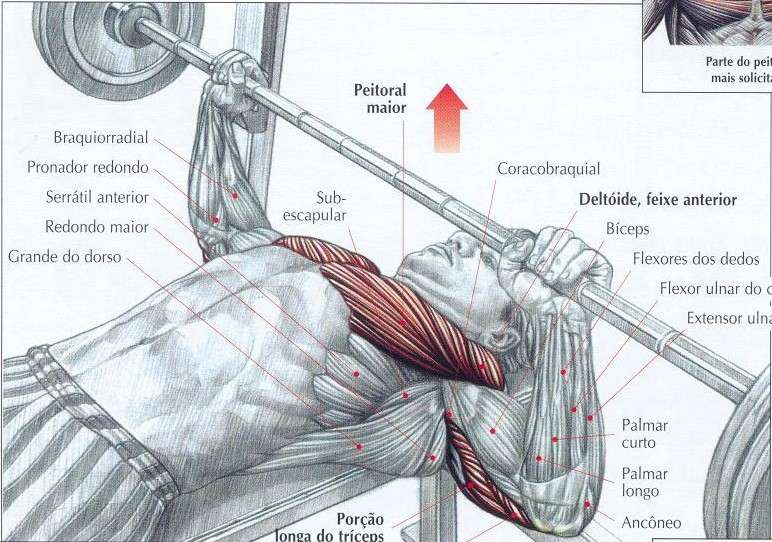 Parte do peit
mais solicita
Peitoral
maior
Braquiorradial
Pronador redondo
Serrátil anterior
Redondo maior
Grande do dorso
Sub-
escapular
Coracobraquial
Deltóide, feixe anterior
Bíceps
Flexores dos dedos
Flexor ulnar do c
Extensor ulna
Palmar
curto
Palmar
longo
Ancôneo
Porção
longa do tríceps